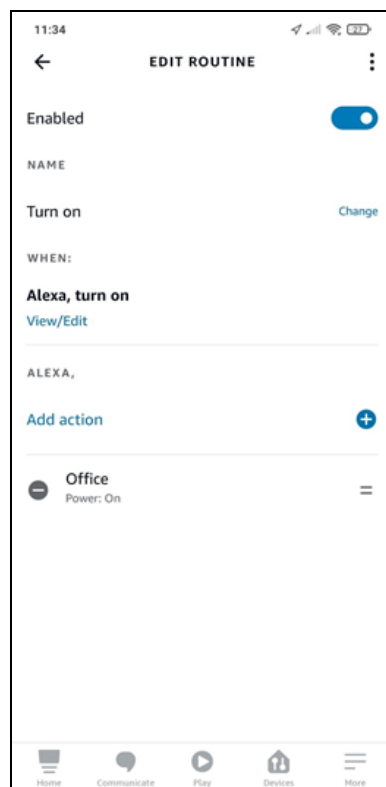 11:34
27
EDIT ROUTINE
Enabled
NAME
Turn on
Change
WHEN:
Alexa, turn on
View/Edit
ALEXA,
Add action
Office
Power: On
Home Communicate Play Devices More